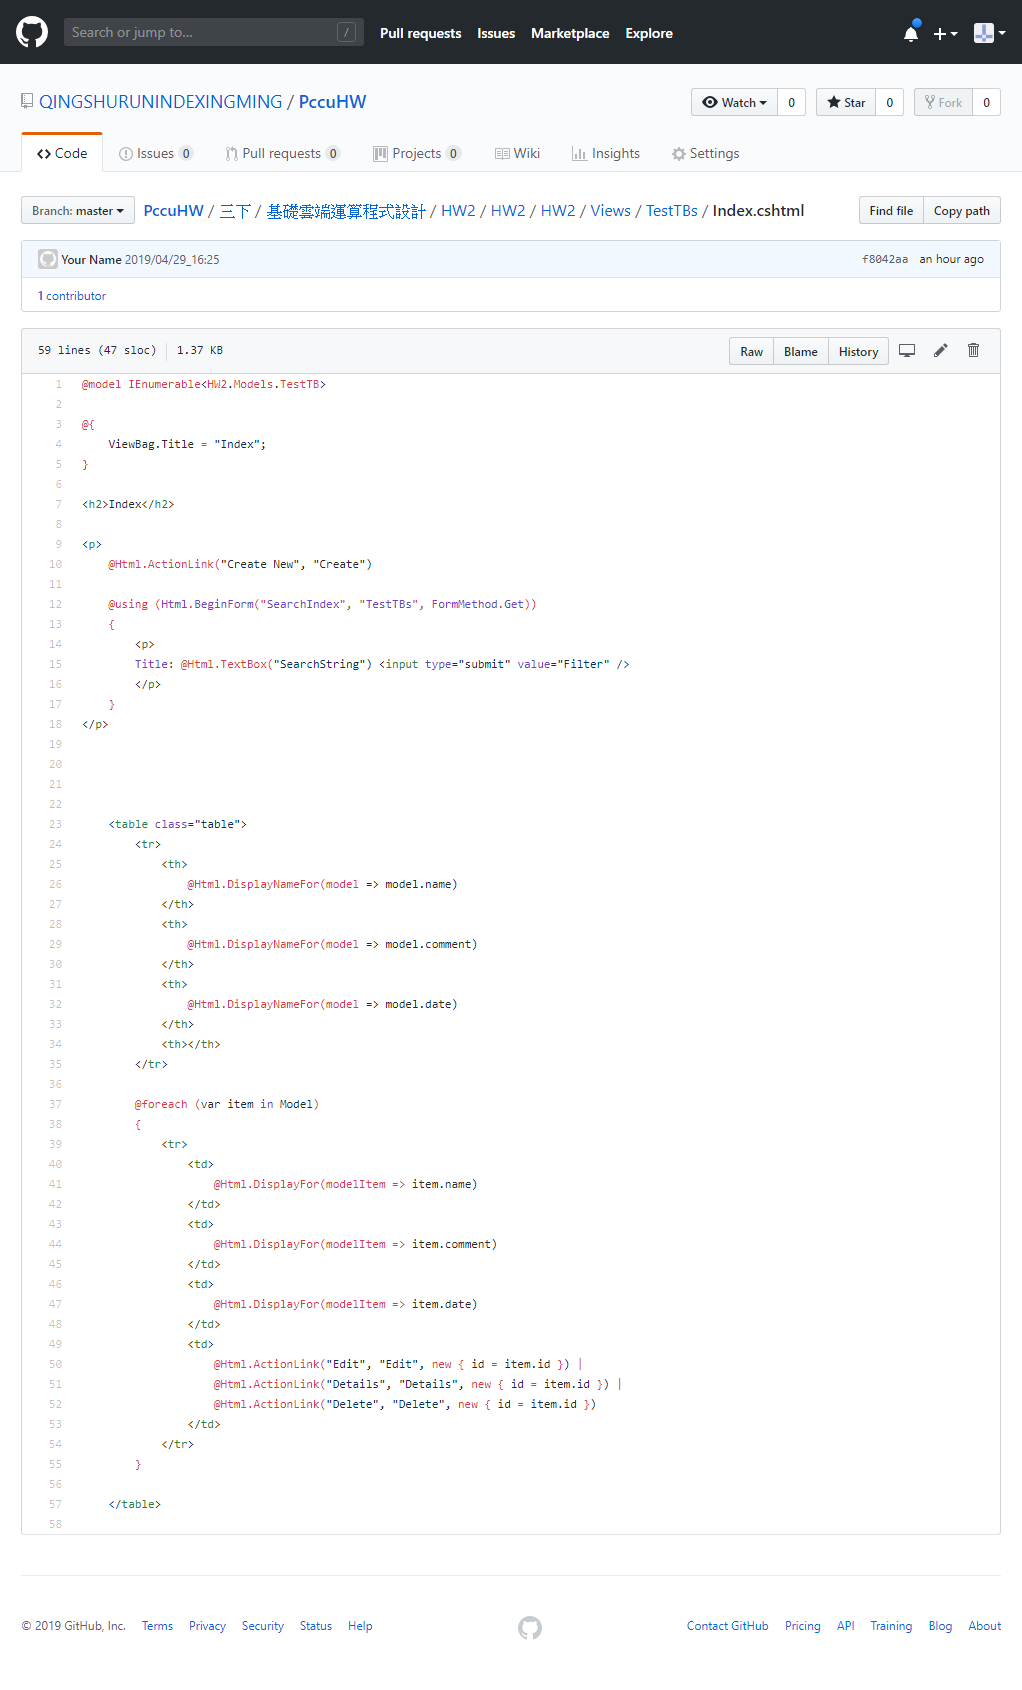 Search or jump to... / Pull requests Issues Marketplace Explore
QINGSHURUNINDEXINGMING / PccuHW Watch 0 Star 0 Fork 0
Code Issues 0 Pull requests 0 Projects 0 Wiki Insights Settings
Branch: master PccuHW / 三下 / 基礎雲端運算程式設計 / HW2 / HW2 / HW2 / Views / TestTBs / Index.cshtml Find file Copy path
Your Name 2019/04/29_16:25 f8042aa an hour ago
1 contributor
59 lines (47 sloc) 1.37 KB Raw Blame History
1 @model IEnumerable<HW2.Models.TestTB>
2
3 @{
4 ViewBag.Title = "Index";
5 }
6
7 <h2>Index</h2>
8
9 <p>
10 @Html.ActionLink("Create New", "Create")
11
12 @using (Html.BeginForm("SearchIndex", "TestTBs", FormMethod.Get))
13 {
14 <p>
15 Title: @Html.TextBox("SearchString") <input type="submit" value="Filter" />
16 </p>
17 }
18 </p>
19
20
21
22
23 <table class="table">
24 <tr>
25 <th>
26 @Html.DisplayNameFor(model => model.name)
27 </th>
28 <th>
29 @Html.DisplayNameFor(model => model.comment)
30 </th>
31 <th>
32 @Html.DisplayNameFor(model => model.date)
33 </th>
34 <th></th>
35 </tr>
36
37 @foreach (var item in Model)
38 {
39 <tr>
40 <td>
41 @Html.DisplayFor(modelItem => item.name)
42 </td>
43 <td>
44 @Html.DisplayFor(modelItem => item.comment)
45 </td>
46 <td>
47 @Html.DisplayFor(modelItem => item.date)
48 </td>
49 <td>
50 @Html.ActionLink("Edit", "Edit", new { id = item.id }) |
51 @Html.ActionLink("Details", "Details", new { id = item.id }) |
52 @Html.ActionLink("Delete", "Delete", new { id = item.id })
53 </td>
54 </tr>
55 }
56
57 </table>
58
© 2019 GitHub, Inc. Terms Privacy Security Status Help Contact GitHub Pricing API Training Blog About